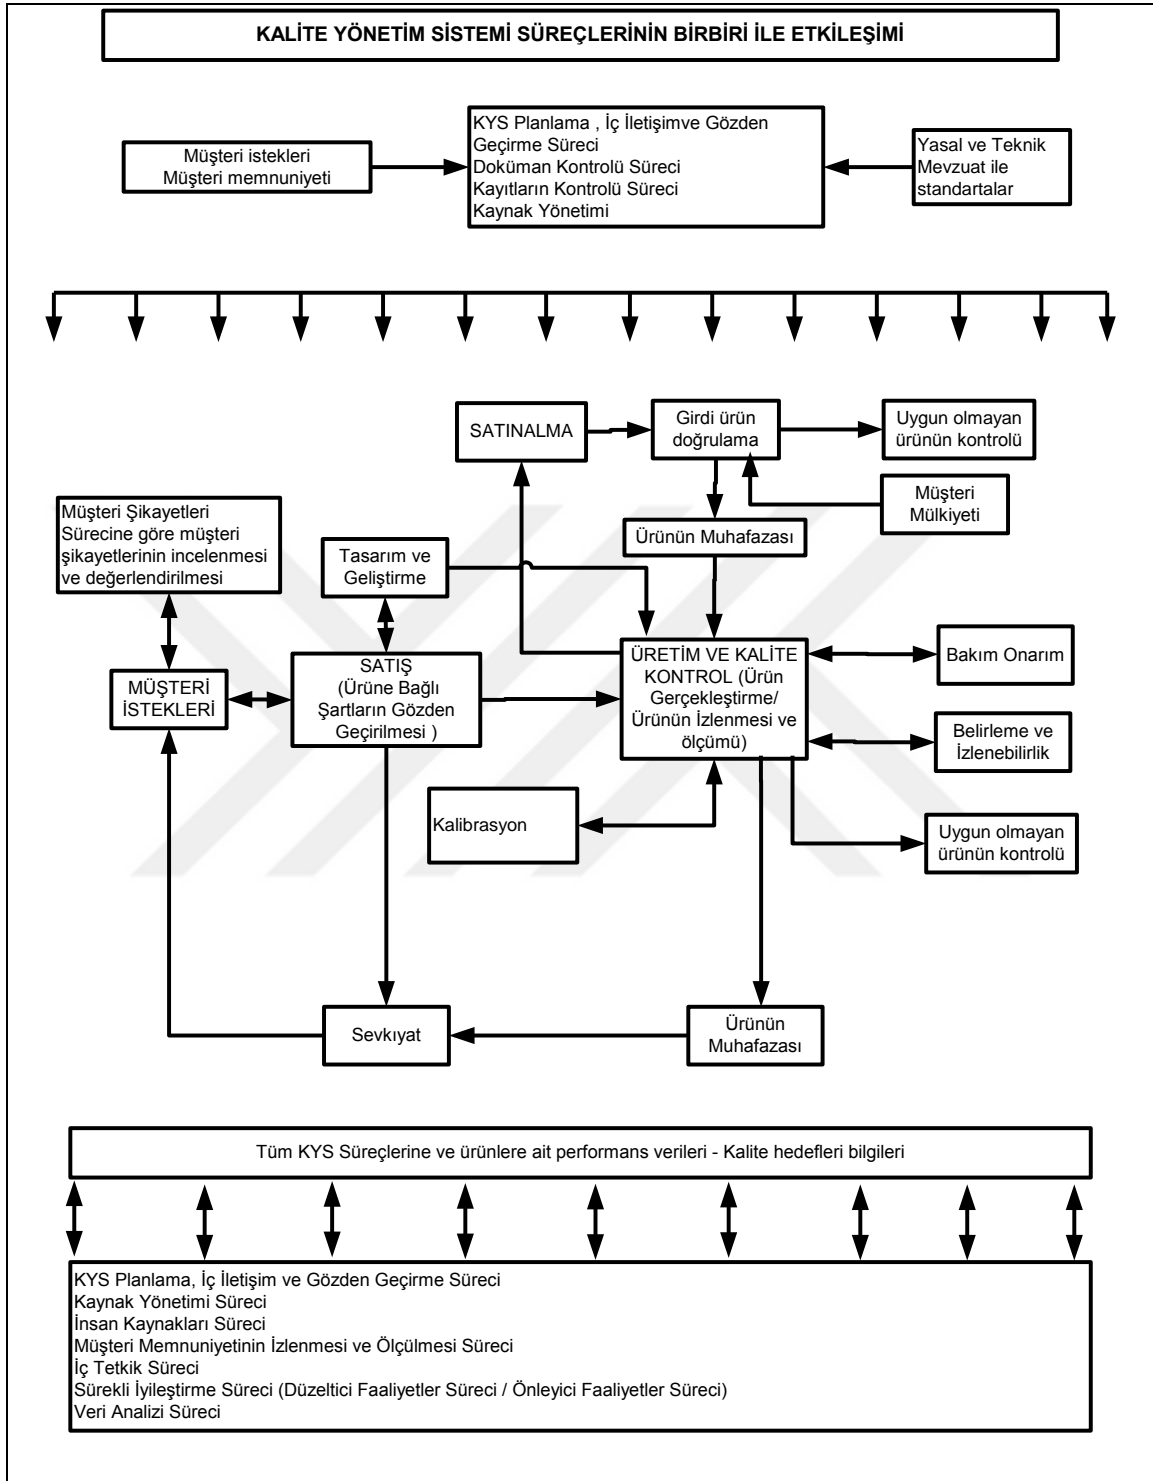 KALİTE YÖNETİM SİSTEMİ SÜREÇLERİNİN BİRBİRİ İLE ETKİLEŞİMİ
Müşteri istekleri
Müşteri memnuniyeti
KYS Planlama , İç İletişimve Gözden
Geçirme Süreci
Doküman Kontrolü Süreci
Kayıtların Kontrolü Süreci
Kaynak Yönetimi
Yasal ve Teknik
Mevzuat ile
standartalar
SATINALMA
Girdi ürün
doğrulama
Uygun olmayan
ürünün kontrolü
Müşteri
Mülkiyeti
Müşteri Şikayetleri
Sürecine göre müşteri
şikayetlerinin incelenmesi
ve değerlendirilmesi
Tasarım ve
Geliştirme
Ürünün Muhafazası
MÜŞTERİ
İSTEKLERİ
SATIŞ
(Ürüne Bağlı
Şartların Gözden
Geçirilmesi )
ÜRETİM VE KALİTE
KONTROL (Ürün
Gerçekleştirme/
Ürünün İzlenmesi ve
ölçümü)
Bakım Onarım
Belirleme ve
İzlenebilirlik
Kalibrasyon
Uygun olmayan
ürünün kontrolü
Sevkıyat
Ürünün
Muhafazası
Tüm KYS Süreçlerine ve ürünlere ait performans verileri - Kalite hedefleri bilgileri
KYS Planlama, İç İletişim ve Gözden Geçirme Süreci
Kaynak Yönetimi Süreci
İnsan Kaynakları Süreci
Müşteri Memnuniyetinin İzlenmesi ve Ölçülmesi Süreci
İç Tetkik Süreci
Sürekli İyileştirme Süreci (Düzeltici Faaliyetler Süreci / Önleyici Faaliyetler Süreci)
Veri Analizi Süreci